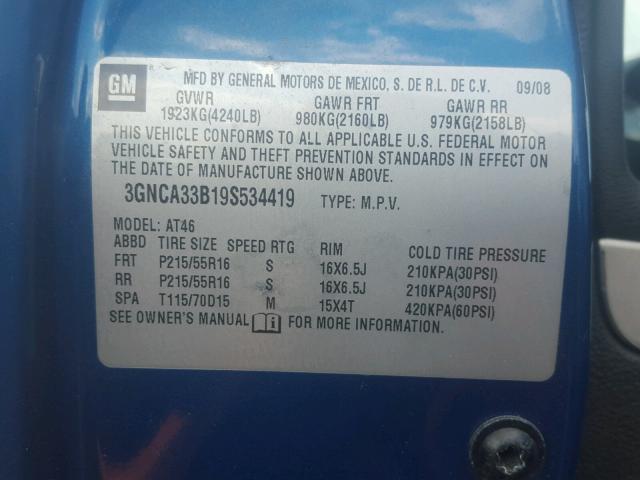 GM
MFD BY GENERAL MOTORS DE MEXICO, S. DE R.L. DE C.V. 09/08
GVWR GAWR FRT GAWR RR
1923KG(4240LB) 980KG(2160LB) 979KG(2158LB)
THIS VEHICLE CONFORMS TO ALL APPLICABLE U.S. FEDERAL MOTOR
VEHICLE SAFETY AND THEFT PREVENTION STANDARDS IN EFFECT ON
THE DATE OF MANUFACTURE SHOWN ABOVE.
3GNCA33B19S534419 TYPE: M.P.V.
MODEL: AT46
ABBD TIRE SIZE SPEED RTG RIM COLD TIRE PRESSURE
FRT P215/55R16 S 16X6.5J 210KPA(30PSI)
RR P215/55R16 S 16X6.5J 210KPA(30PSI)
SPA T115/70D15 M 15X4T 420KPA(60PSI)
SEE OWNER'S MANUAL i FOR MORE INFORMATION.